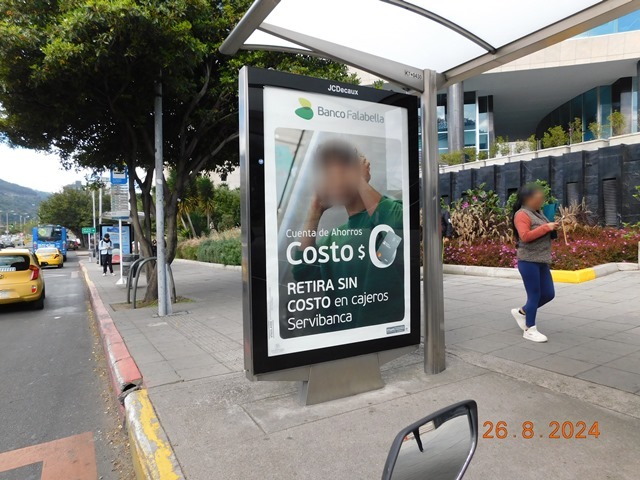 JCDecaux
Banco Falabella
Cuenta de Ahorros
Costo $0
RETIRA SIN
COSTO en cajeros
Servibanca
26.8.2024